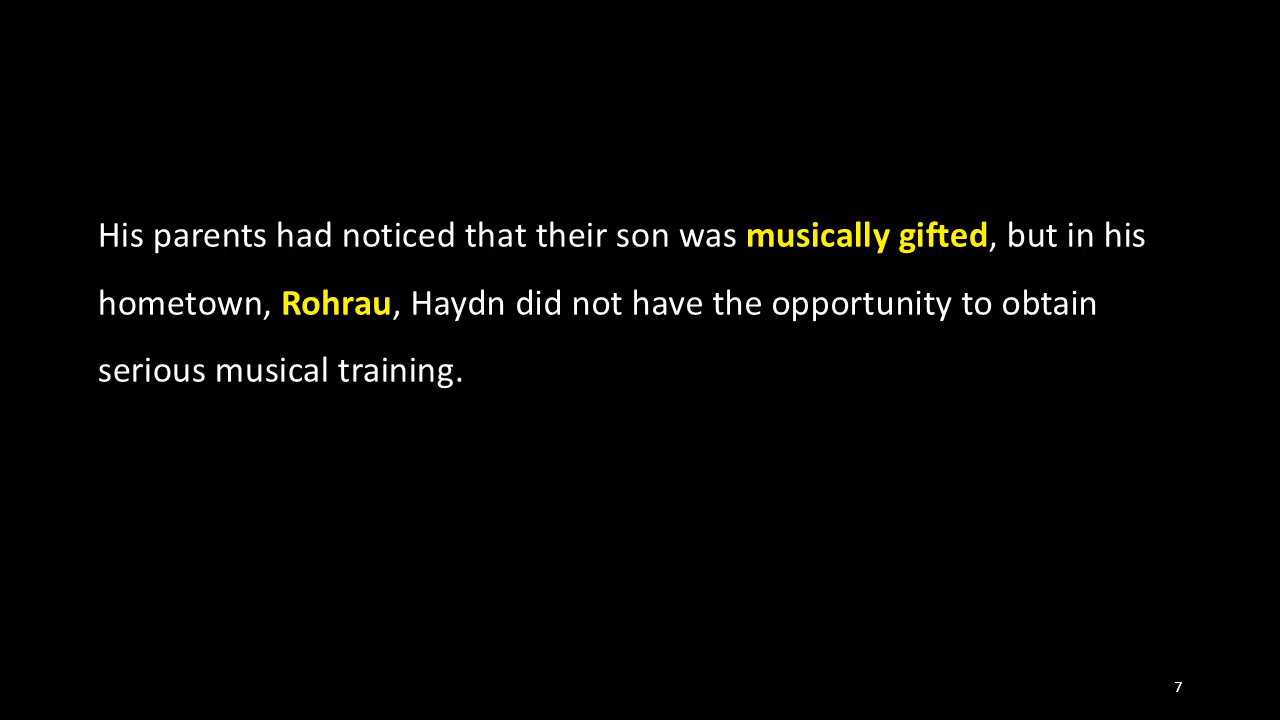 His parents had noticed that their son was musically gifted, but in his
hometown, Rohrau, Haydn did not have the opportunity to obtain
serious musical training.
7